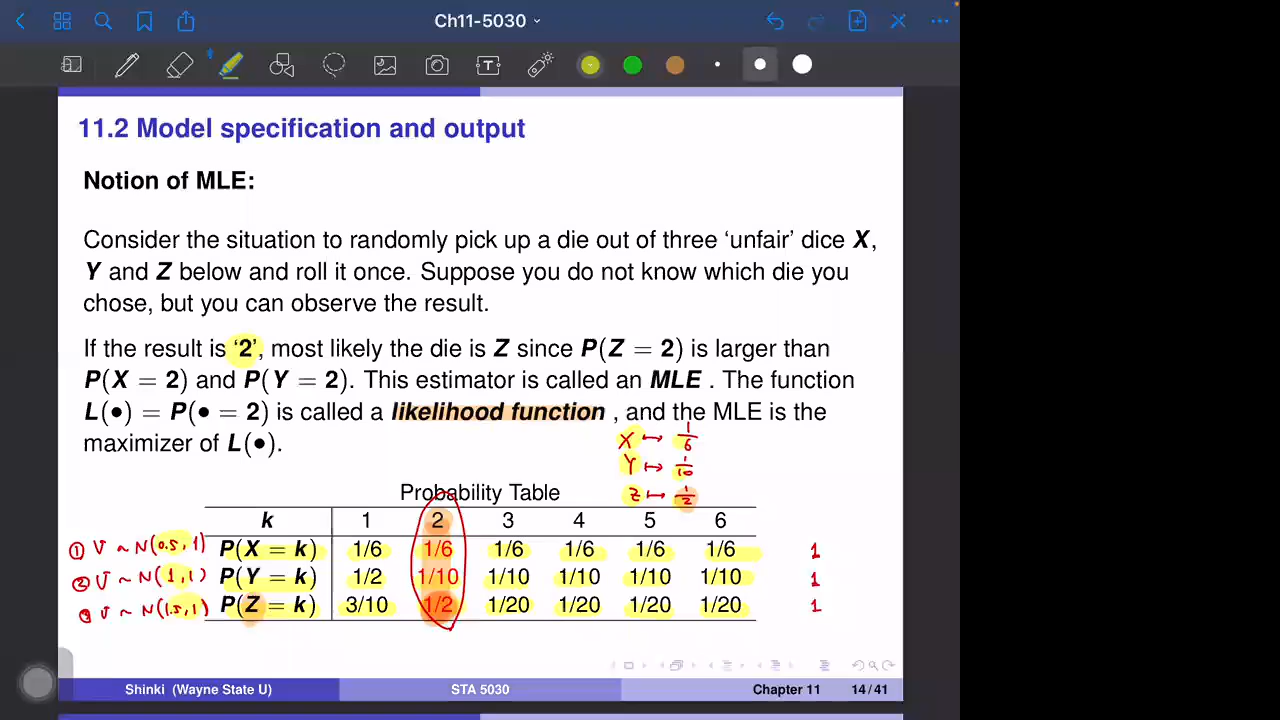 Ch11-5030
11.2 Model specification and output
Notion of MLE:
Consider the situation to randomly pick up a die out of three ‘unfair’ dice X,
Y and Z below and roll it once. Suppose you do not know which die you
chose, but you can observe the result.
If the result is ‘2’, most likely the die is Z since P(Z = 2) is larger than
P(X = 2) and P(Y = 2). This estimator is called an MLE . The function
L(•) = P(• = 2) is called a likelihood function , and the MLE is the
maximizer of L(•).
X ↦ 1/6
Y ↦ 1/10
Z ↦ 1/2
Probability Table
k 1 2 3 4 5 6
① V ~ N(0.5, 1) P(X = k) 1/6 1/6 1/6 1/6 1/6 1/6 1
② V ~ N(1, 1) P(Y = k) 1/2 1/10 1/10 1/10 1/10 1/10 1
③ V ~ N(1.5, 1) P(Z = k) 3/10 1/2 1/20 1/20 1/20 1/20 1
Shinki (Wayne State U) STA 5030 Chapter 11 14 / 41